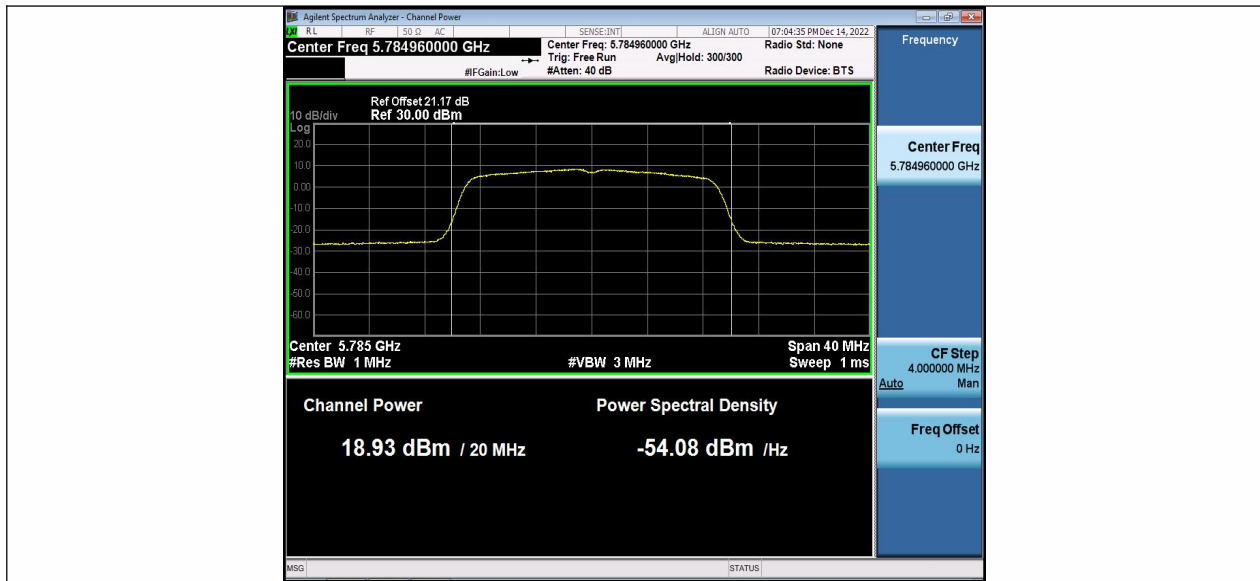 Agilent Spectrum Analyzer - Channel Power
LXI RL RF 50 Ω AC SENSE:INT ALIGN AUTO 07:04:35 PM Dec 14, 2022
Center Freq 5.784960000 GHz
Center Freq: 5.784960000 GHz Radio Std: None
Trig: Free Run Avg|Hold: 300/300
#IFGain:Low #Atten: 40 dB Radio Device: BTS
Frequency
Ref Offset 21.17 dB
10 dB/div Ref 30.00 dBm
Log
20.0
10.0
0.00
-10.0
-20.0
-30.0
-40.0
-50.0
-60.0
Center 5.785 GHz Span 40 MHz
#Res BW 1 MHz #VBW 3 MHz Sweep 1 ms
Channel Power Power Spectral Density
18.93 dBm / 20 MHz -54.08 dBm /Hz
Center Freq
5.784960000 GHz
CF Step
4.000000 MHz
Auto Man
Freq Offset
0 Hz
MSG STATUS